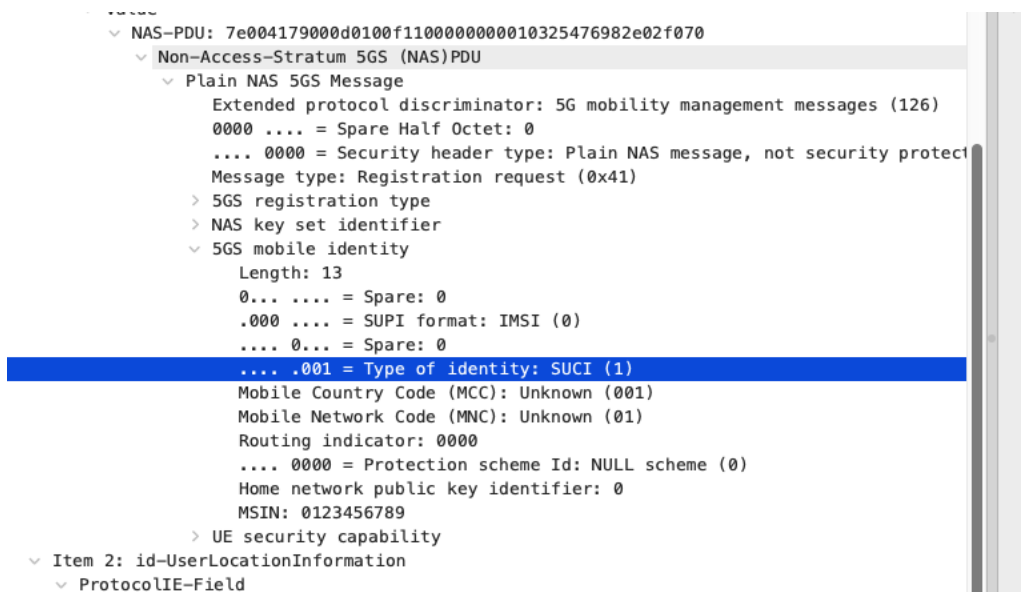 NAS-PDU: 7e004179000d0100f1100000000010325476982e02f070
Non-Access-Stratum 5GS (NAS)PDU
Plain NAS 5GS Message
Extended protocol discriminator: 5G mobility management messages (126)
0000 .... = Spare Half Octet: 0
.... 0000 = Security header type: Plain NAS message, not security protect
Message type: Registration request (0x41)
5GS registration type
NAS key set identifier
5GS mobile identity
Length: 13
0... .... = Spare: 0
.000 .... = SUPI format: IMSI (0)
.... 0... = Spare: 0
.... .001 = Type of identity: SUCI (1)
Mobile Country Code (MCC): Unknown (001)
Mobile Network Code (MNC): Unknown (01)
Routing indicator: 0000
.... 0000 = Protection scheme Id: NULL scheme (0)
Home network public key identifier: 0
MSIN: 0123456789
UE security capability
Item 2: id-UserLocationInformation
ProtocolIE-Field